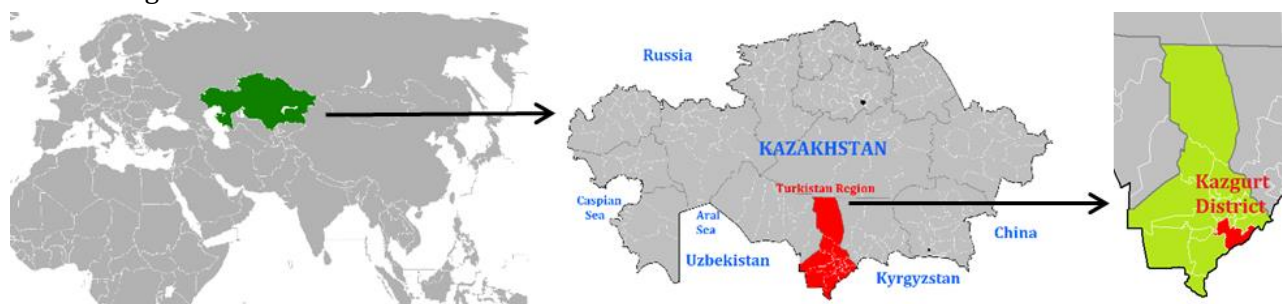 Russia
KAZAKHSTAN
Turkistan Region
Caspian
Sea
Aral
Sea
Uzbekistan
Kyrgyzstan
China
Kazgurt
District